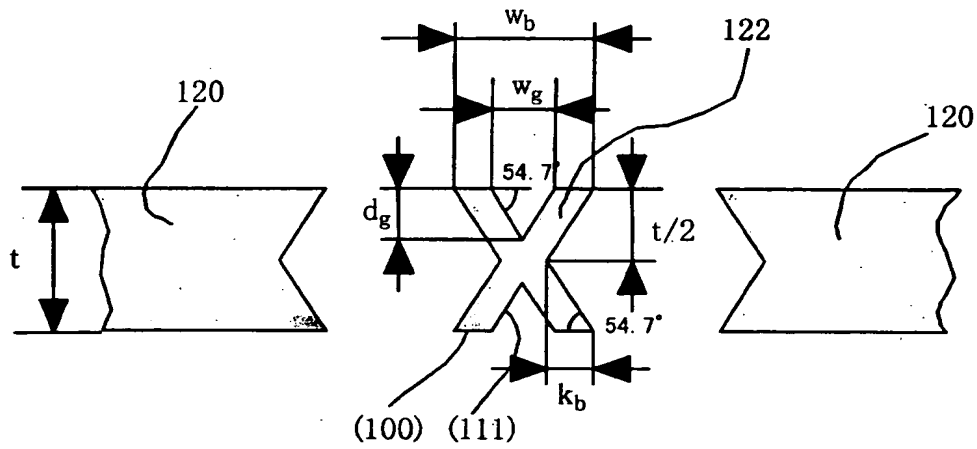 w_b
122
120
w_g
120
54.7°
d_g
t/2
t
54.7°
k_b
(100) (111)